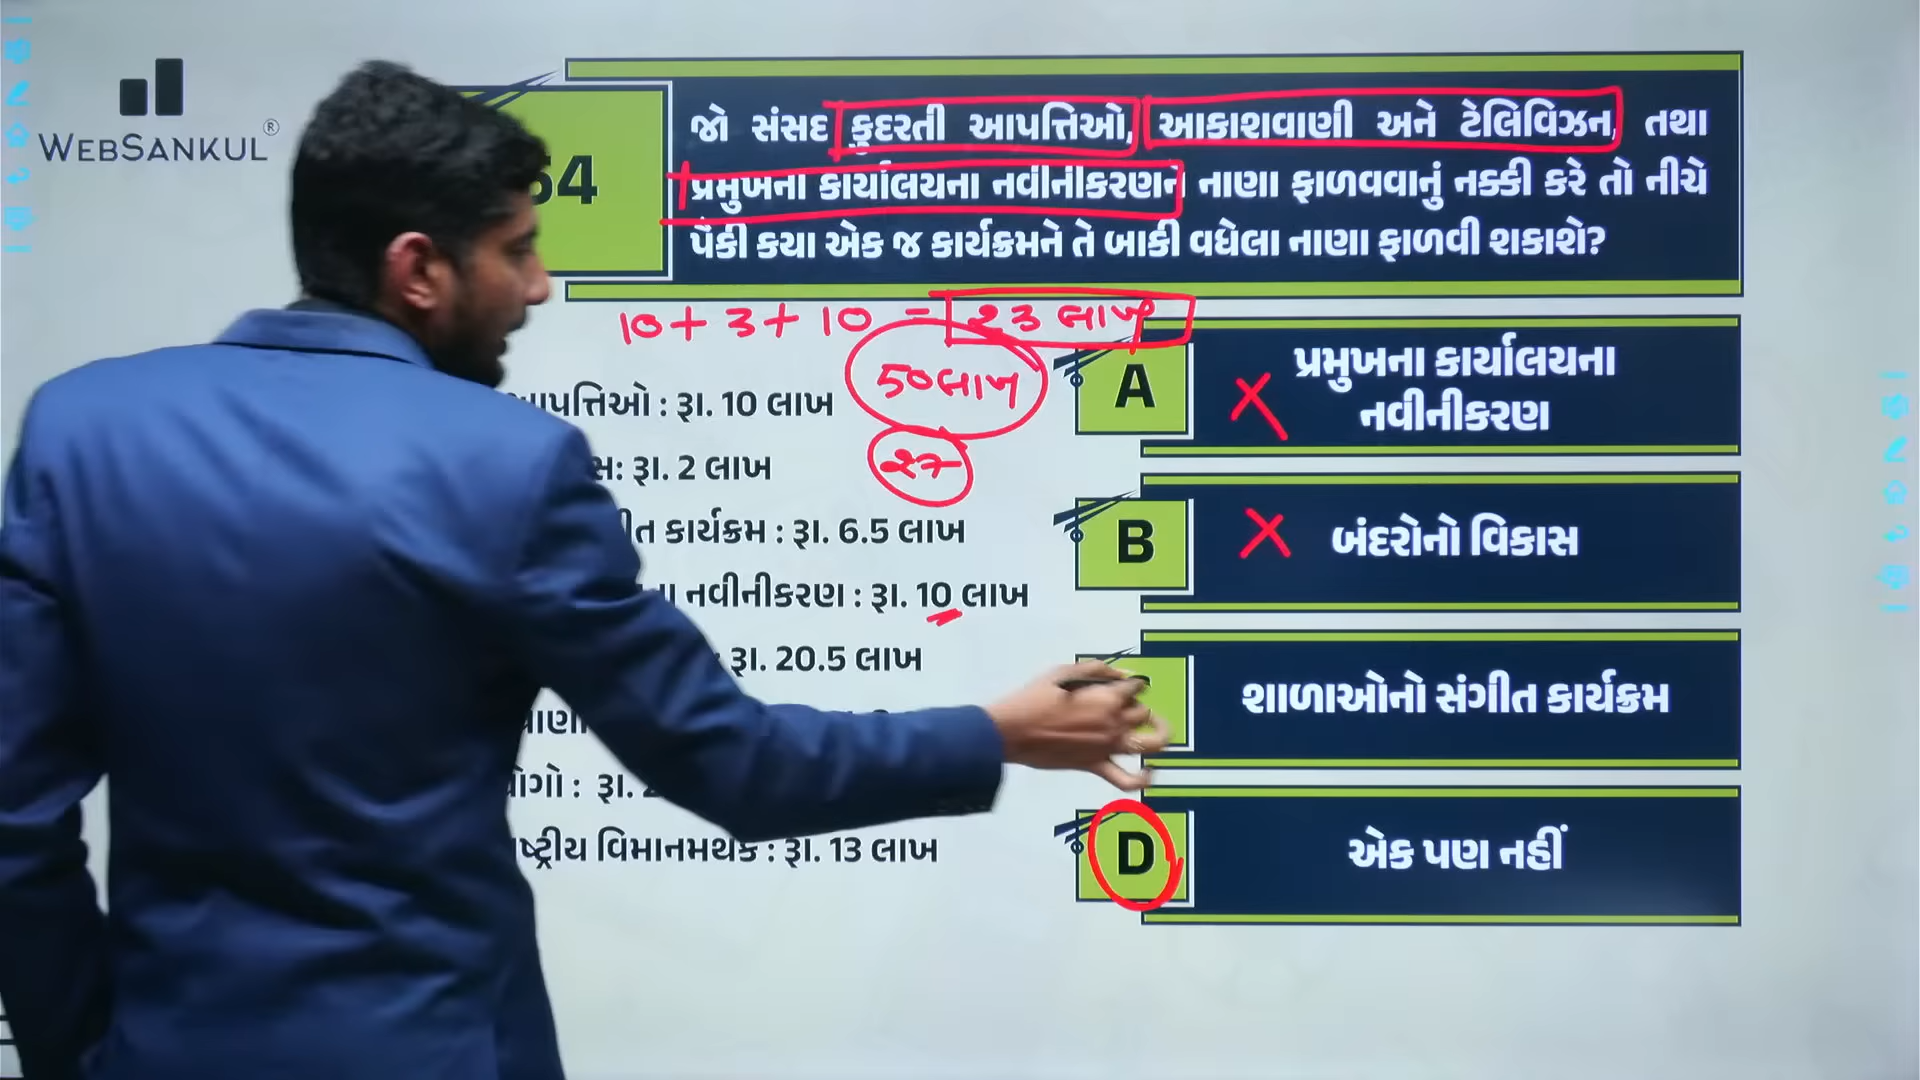 WEBSANKUL®
54
જો સંસદ કુદરતી આપત્તિઓ, આકાશવાણી અને ટેલિવિઝન, તથા
પ્રમુખના કાર્યાલયના નવીનીકરણને નાણા ફાળવવાનું નક્કી કરે તો નીચે
પૈકી કયા એક જ કાર્યક્રમને તે બાકી વધેલા નાણા ફાળવી શકાશે?
10 + 3 + 10 = 23 લાખ
50 લાખ
27
આપત્તિઓ : રૂા. 10 લાખ
રૂા. 2 લાખ
કાર્યક્રમ : રૂા. 6.5 લાખ
નવીનીકરણ : રૂા. 10 લાખ
રૂા. 20.5 લાખ
રૂા.
વિમાનમથક : રૂા. 13 લાખ
A પ્રમુખના કાર્યાલયના
નવીનીકરણ
B બંદરોનો વિકાસ
શાળાઓનો સંગીત કાર્યક્રમ
D એક પણ નહીં